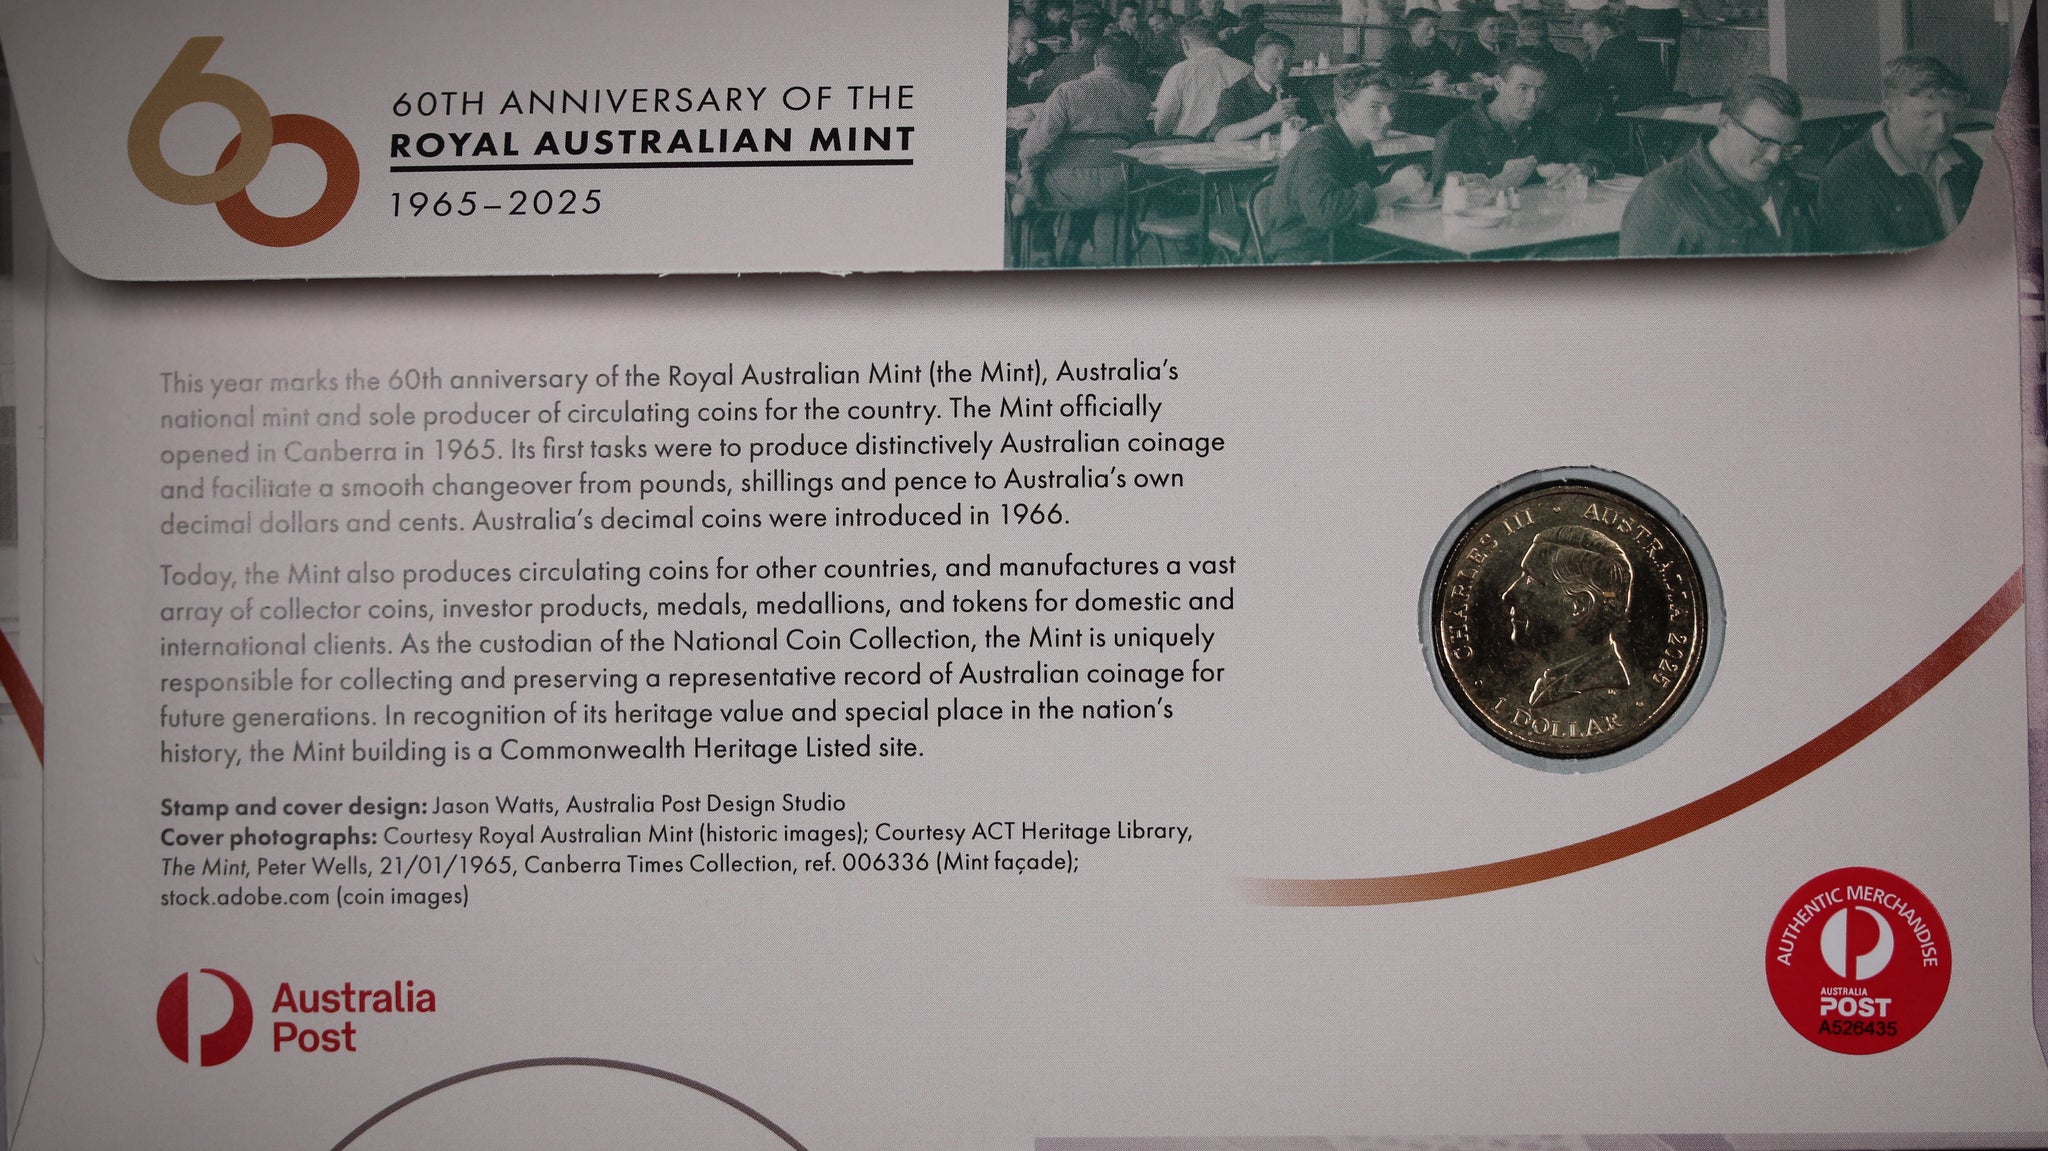 60
60TH ANNIVERSARY OF THE
ROYAL AUSTRALIAN MINT
1965–2025
This year marks the 60th anniversary of the Royal Australian Mint (the Mint), Australia's
national mint and sole producer of circulating coins for the country. The Mint officially
opened in Canberra in 1965. Its first tasks were to produce distinctively Australian coinage
and facilitate a smooth changeover from pounds, shillings and pence to Australia's own
decimal dollars and cents. Australia's decimal coins were introduced in 1966.
Today, the Mint also produces circulating coins for other countries, and manufactures a vast
array of collector coins, investor products, medals, medallions, and tokens for domestic and
international clients. As the custodian of the National Coin Collection, the Mint is uniquely
responsible for collecting and preserving a representative record of Australian coinage for
future generations. In recognition of its heritage value and special place in the nation's
history, the Mint building is a Commonwealth Heritage Listed site.
Stamp and cover design: Jason Watts, Australia Post Design Studio
Cover photographs: Courtesy Royal Australian Mint (historic images); Courtesy ACT Heritage Library,
The Mint, Peter Wells, 21/01/1965, Canberra Times Collection, ref. 006336 (Mint façade);
stock.adobe.com (coin images)
CHARLES III • AUSTRALIA 2025
1 DOLLAR
Australia
Post
AUTHENTIC MERCHANDISE
AUSTRALIA
POST
A526435